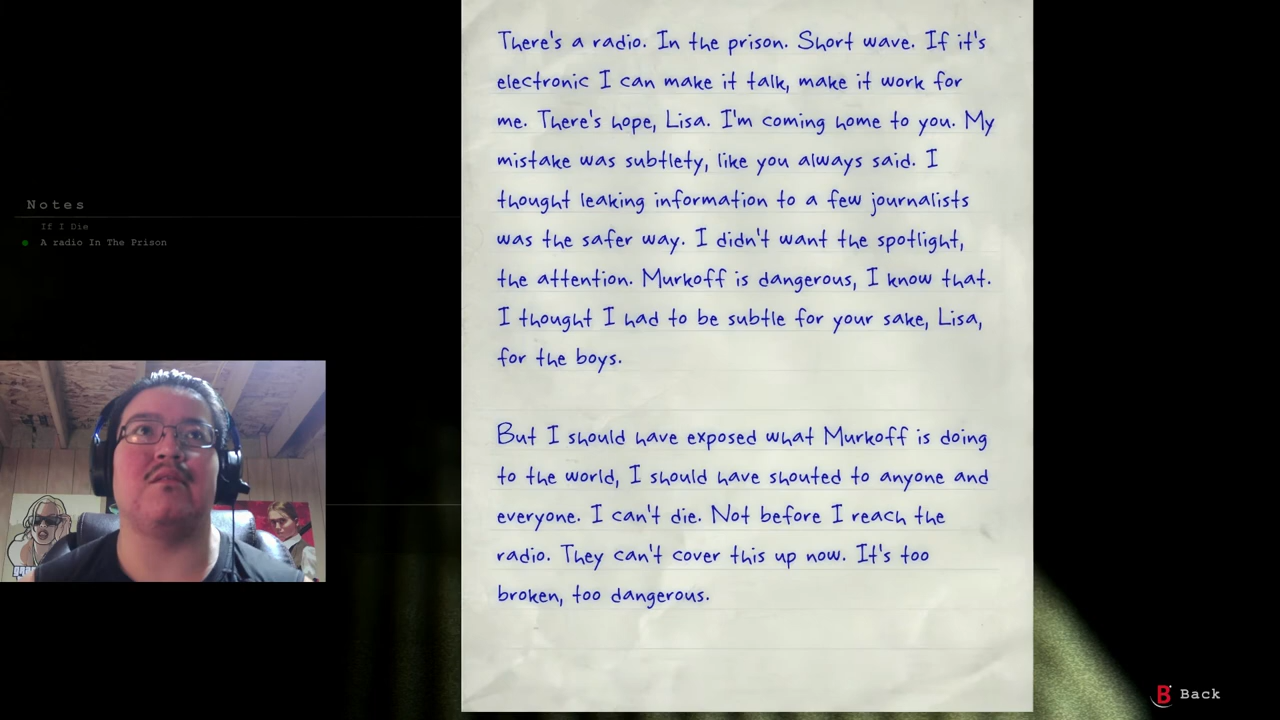 Notes
If I Die
A radio In The Prison
There's a radio. In the prison. Short wave. If it's
electronic I can make it talk, make it work for
me. There's hope, Lisa. I'm coming home to you. My
mistake was subtlety, like you always said. I
thought leaking information to a few journalists
was the safer way. I didn't want the spotlight,
the attention. Murkoff is dangerous, I know that.
I thought I had to be subtle for your sake, Lisa,
for the boys.
But I should have exposed what Murkoff is doing
to the world, I should have shouted to anyone and
everyone. I can't die. Not before I reach the
radio. They can't cover this up now. It's too
broken, too dangerous.
B Back